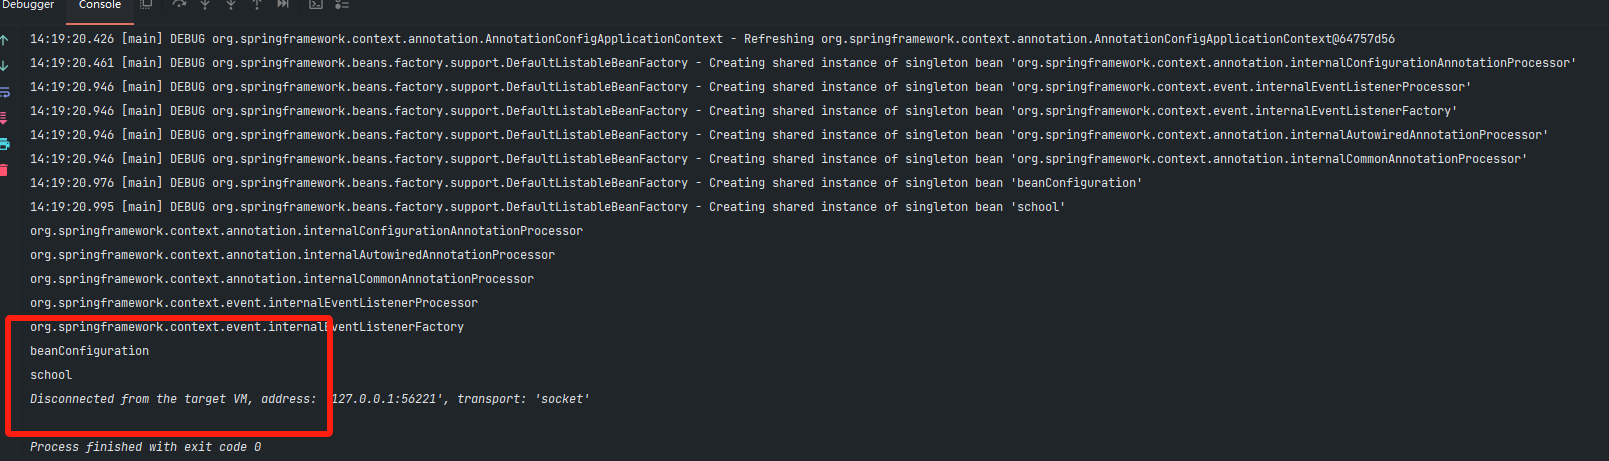 Debugger Console
14:19:20.426 [main] DEBUG org.springframework.context.annotation.AnnotationConfigApplicationContext - Refreshing org.springframework.context.annotation.AnnotationConfigApplicationContext@64757d56
14:19:20.461 [main] DEBUG org.springframework.beans.factory.support.DefaultListableBeanFactory - Creating shared instance of singleton bean 'org.springframework.context.annotation.internalConfigurationAnnotationProcessor'
14:19:20.946 [main] DEBUG org.springframework.beans.factory.support.DefaultListableBeanFactory - Creating shared instance of singleton bean 'org.springframework.context.event.internalEventListenerProcessor'
14:19:20.946 [main] DEBUG org.springframework.beans.factory.support.DefaultListableBeanFactory - Creating shared instance of singleton bean 'org.springframework.context.event.internalEventListenerFactory'
14:19:20.946 [main] DEBUG org.springframework.beans.factory.support.DefaultListableBeanFactory - Creating shared instance of singleton bean 'org.springframework.context.annotation.internalAutowiredAnnotationProcessor'
14:19:20.946 [main] DEBUG org.springframework.beans.factory.support.DefaultListableBeanFactory - Creating shared instance of singleton bean 'org.springframework.context.annotation.internalCommonAnnotationProcessor'
14:19:20.976 [main] DEBUG org.springframework.beans.factory.support.DefaultListableBeanFactory - Creating shared instance of singleton bean 'beanConfiguration'
14:19:20.995 [main] DEBUG org.springframework.beans.factory.support.DefaultListableBeanFactory - Creating shared instance of singleton bean 'school'
org.springframework.context.annotation.internalConfigurationAnnotationProcessor
org.springframework.context.annotation.internalAutowiredAnnotationProcessor
org.springframework.context.annotation.internalCommonAnnotationProcessor
org.springframework.context.event.internalEventListenerProcessor
org.springframework.context.event.internalEventListenerFactory
beanConfiguration
school
Disconnected from the target VM, address: '127.0.0.1:56221', transport: 'socket'
Process finished with exit code 0